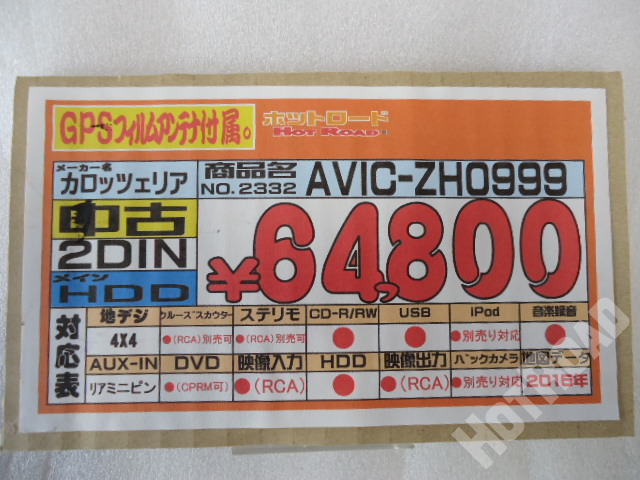 GPSフィルムアンテナ付属。
ホットロード
HOT ROAD
メーカー名
カロッツェリア
商品名
NO.2332
AVIC-ZH0999
中古
2DIN
メイン
HDD
¥64,800
対応表
地デジ クルーズスカウター ステリモ CD-R/RW USB iPod 音楽録音
4X4 ●(RCA)別売可 ●(RCA)別売可 ● ● ●別売り対応 ●
AUX-IN DVD 映像入力 HDD 映像出力 バックカメラ 地図データ
リアミニピン ●(CPRM可) ●(RCA) ● ●(RCA) ●別売り対応 2016年
HOTROAD